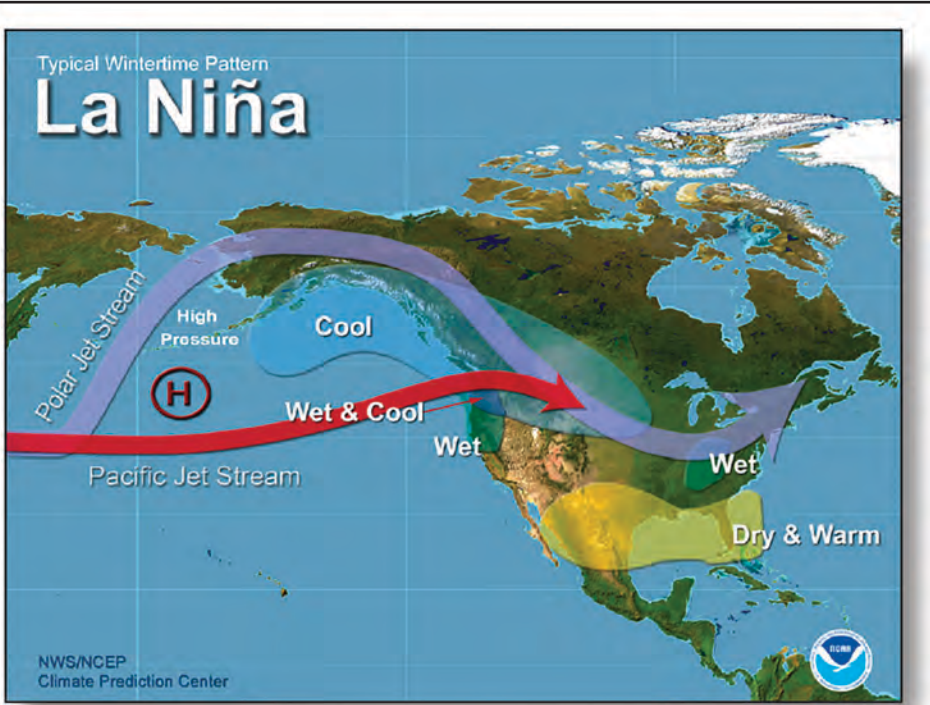 Typical Wintertime Pattern
La Niña
Polar Jet Stream
High
Pressure
H
Cool
Wet & Cool
Wet
Pacific Jet Stream
Wet
Dry & Warm
NWS/NCEP
Climate Prediction Center
NOAA